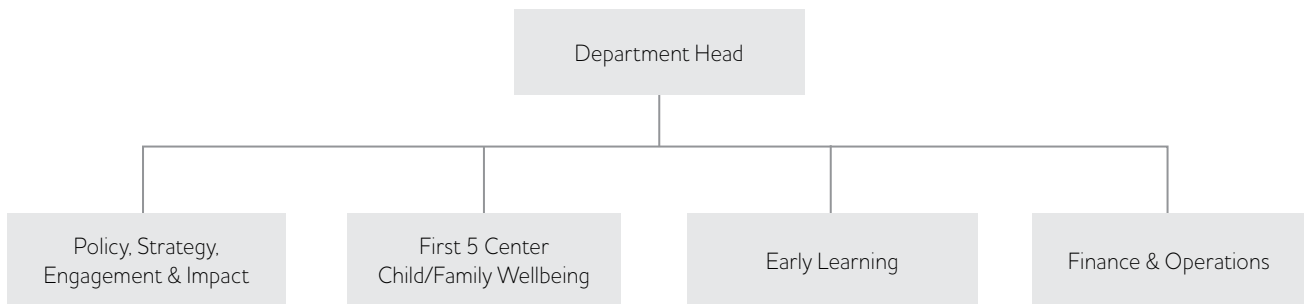 Department Head
Policy, Strategy,
Engagement & Impact
First 5 Center
Child/Family Wellbeing
Early Learning
Finance & Operations